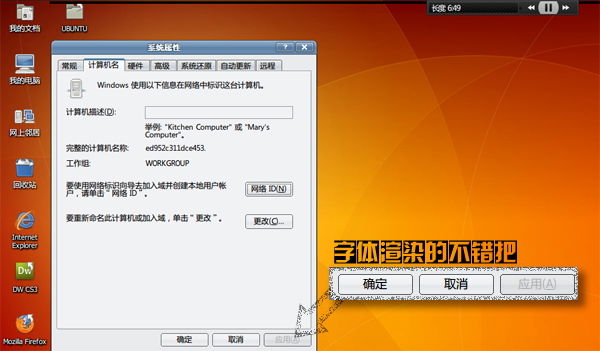 我的文档
UBUNTU
长度 6:49
系统属性
常规 计算机名 硬件 高级 系统还原 自动更新 远程
我的电脑
Windows 使用以下信息在网络中标识这台计算机。
计算机描述(D):
网上邻居
举例: "Kitchen Computer" 或 "Mary's
Computer"。
完整的计算机名称: ed952c311dce453.
工作组: WORKGROUP
回收站
要使用网络标识向导去加入域并创建本地用户帐
户，请单击“网络 ID”。
网络 ID(N)
要重新命名此计算机或加入域，单击“更改”。
更改(C)...
Internet
Explorer
DW CS3
Mozilla Firefox
确定 取消 应用(A)
字体渲染的不错把
确定 取消 应用(A)